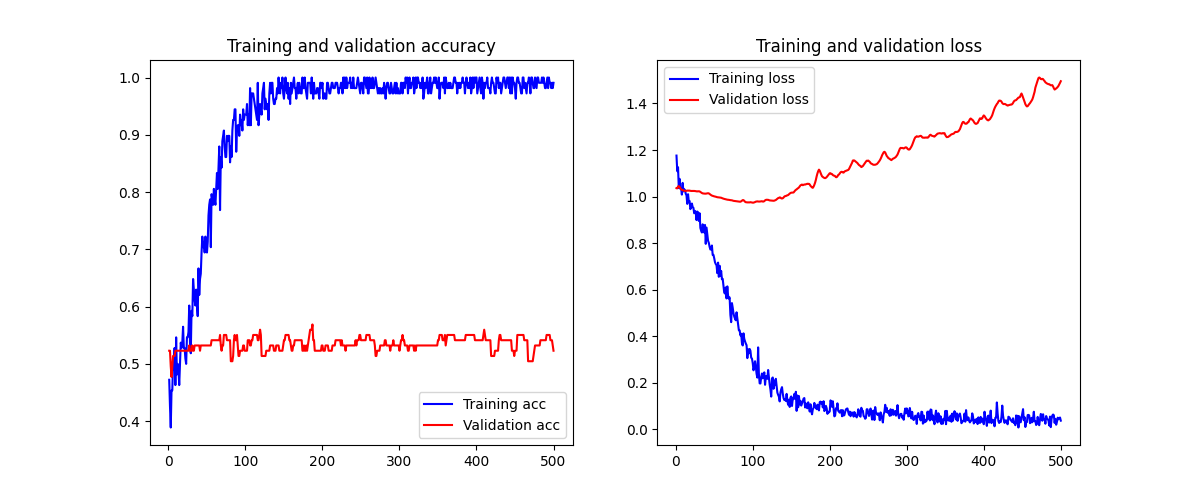 Training and validation accuracy
1.0
0.9
0.8
0.7
0.6
0.5
0.4
0 100 200 300 400 500
Training acc
Validation acc
Training and validation loss
Training loss
Validation loss
1.4
1.2
1.0
0.8
0.6
0.4
0.2
0.0
0 100 200 300 400 500